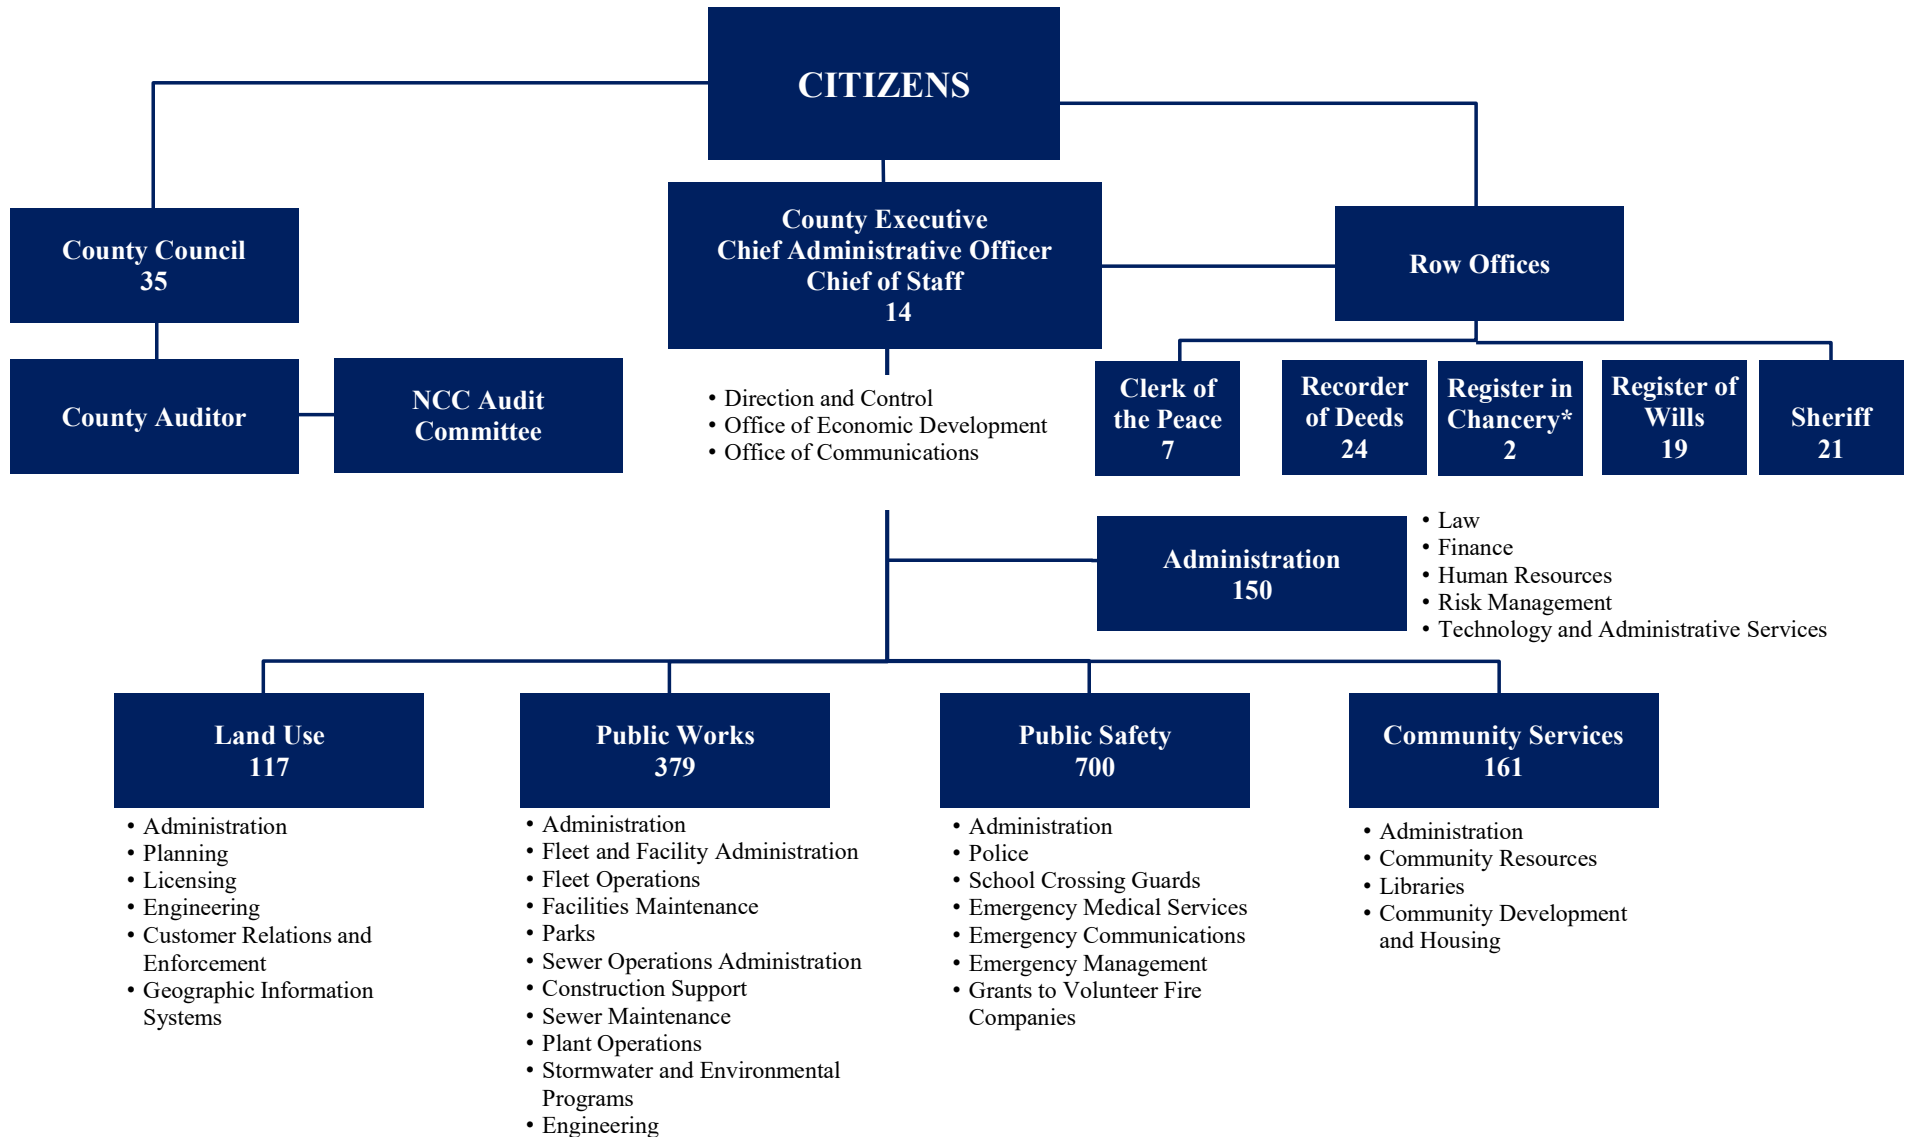 CITIZENS
County Council
35
County Executive
Chief Administrative Officer
Chief of Staff
14
Row Offices
County Auditor
NCC Audit
Committee
• Direction and Control
• Office of Economic Development
• Office of Communications
Clerk of
the Peace
7
Recorder
of Deeds
24
Register in
Chancery*
2
Register of
Wills
19
Sheriff
21
Administration
150
• Law
• Finance
• Human Resources
• Risk Management
• Technology and Administrative Services
Land Use
117
• Administration
• Planning
• Licensing
• Engineering
• Customer Relations and
Enforcement
• Geographic Information
Systems
Public Works
379
• Administration
• Fleet and Facility Administration
• Fleet Operations
• Facilities Maintenance
• Parks
• Sewer Operations Administration
• Construction Support
• Sewer Maintenance
• Plant Operations
• Stormwater and Environmental
Programs
• Engineering
Public Safety
700
• Administration
• Police
• School Crossing Guards
• Emergency Medical Services
• Emergency Communications
• Emergency Management
• Grants to Volunteer Fire
Companies
Community Services
161
• Administration
• Community Resources
• Libraries
• Community Development
and Housing